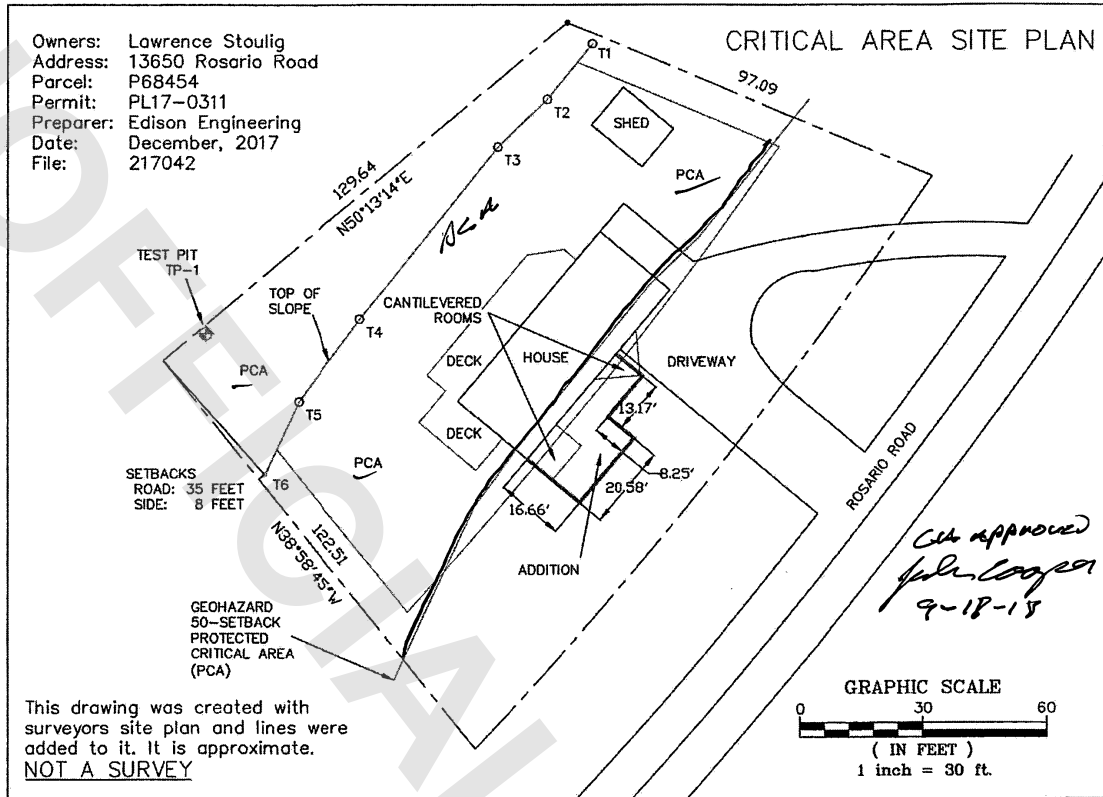 CRITICAL AREA SITE PLAN
Owners: Lawrence Stoulig
Address: 13650 Rosario Road
Parcel: P68454
Permit: PL17-0311
Preparer: Edison Engineering
Date: December, 2017
File: 217042
T1
97.09
T2
SHED
T3
PCA
129.64
N50°13'14"E
TEST PIT
TP-1
TOP OF
SLOPE
T4
CANTILEVERED
ROOMS
DECK
HOUSE
DRIVEWAY
PCA
T5
13.17'
DECK
PCA
8.25'
20.58'
16.66'
ROSARIO ROAD
SETBACKS
ROAD: 35 FEET
SIDE: 8 FEET
T6
122.51
N38°58'45"W
ADDITION
APPROVED
John Cooper
GEOHAZARD
50-SETBACK
PROTECTED
CRITICAL AREA
(PCA)
This drawing was created with
surveyors site plan and lines were
added to it. It is approximate.
NOT A SURVEY
GRAPHIC SCALE
0 30 60
( IN FEET )
1 inch = 30 ft.